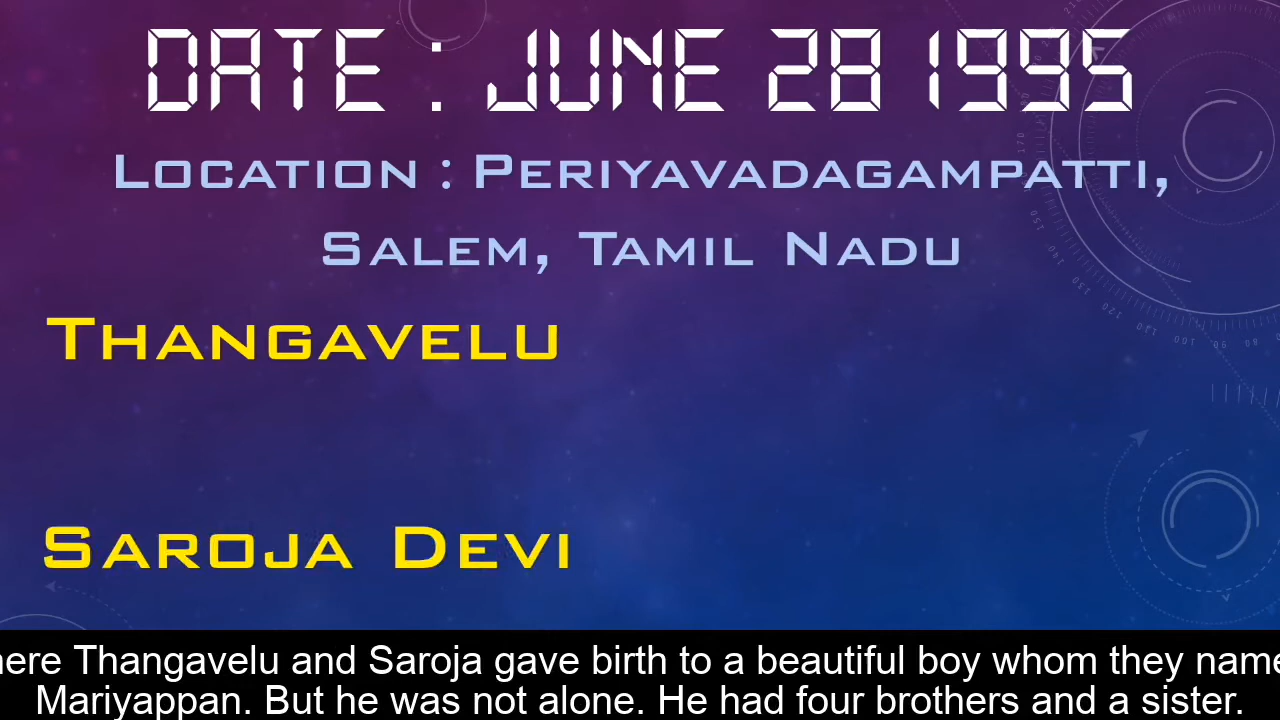 DATE : JUNE 28 1995
LOCATION : PERIYAVADAGAMPATTI,
SALEM, TAMIL NADU
THANGAVELU
SAROJA DEVI
Thangavelu and Saroja gave birth to a beautiful boy whom they
Mariyappan. But he was not alone. He had four brothers and a sister.